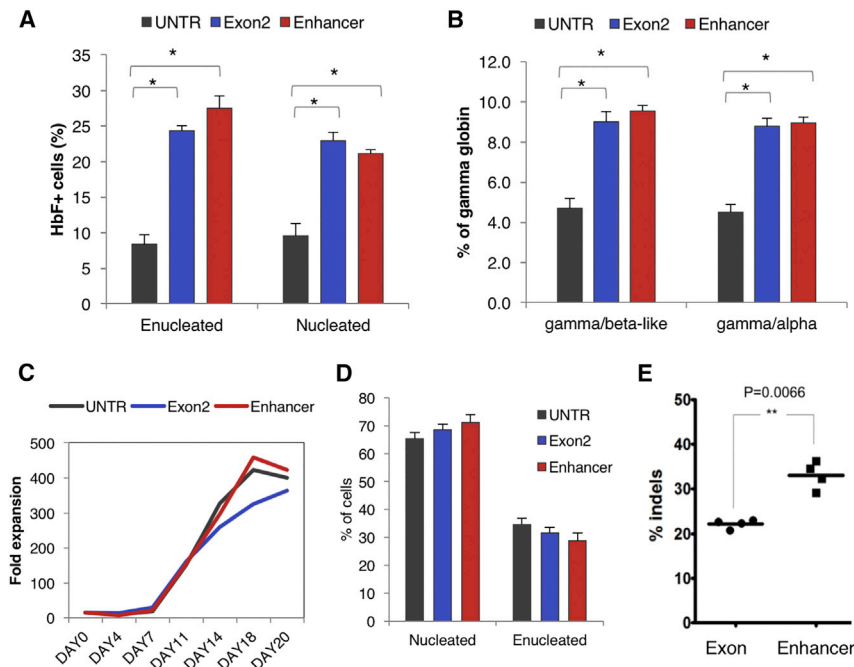 A
UNTR Exon2 Enhancer
HbF+ cells (%)
35
30
25
20
15
10
5
0
*
*
*
*
Enucleated Nucleated
B
UNTR Exon2 Enhancer
% of gamma globin
12.0
10.0
8.0
6.0
4.0
2.0
0.0
*
*
*
*
gamma/beta-like gamma/alpha
C
UNTR Exon2 Enhancer
Fold expansion
500
400
300
200
100
0
DAY0 DAY4 DAY7 DAY11 DAY14 DAY18 DAY20
D
% of cells
80
70
60
50
40
30
20
10
0
UNTR
Exon2
Enhancer
Nucleated Enucleated
E
P=0.0066
**
% indels
50
40
30
20
10
0
Exon Enhancer